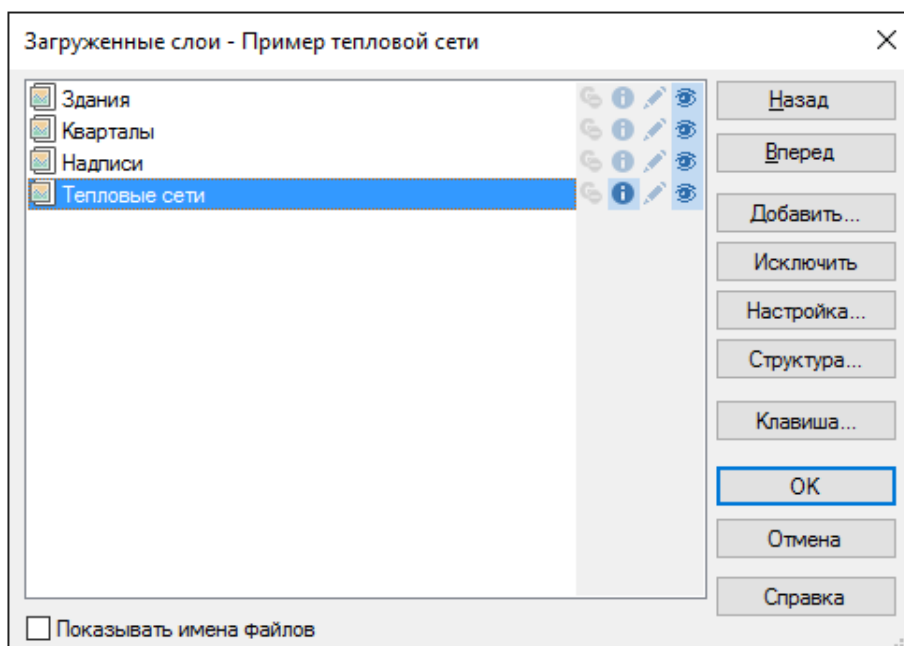 Загруженные слои - Пример тепловой сети
Здания
Кварталы
Надписи
Тепловые сети
Назад
Вперед
Добавить...
Исключить
Настройка...
Структура...
Клавиша...
OK
Отмена
Справка
Показывать имена файлов